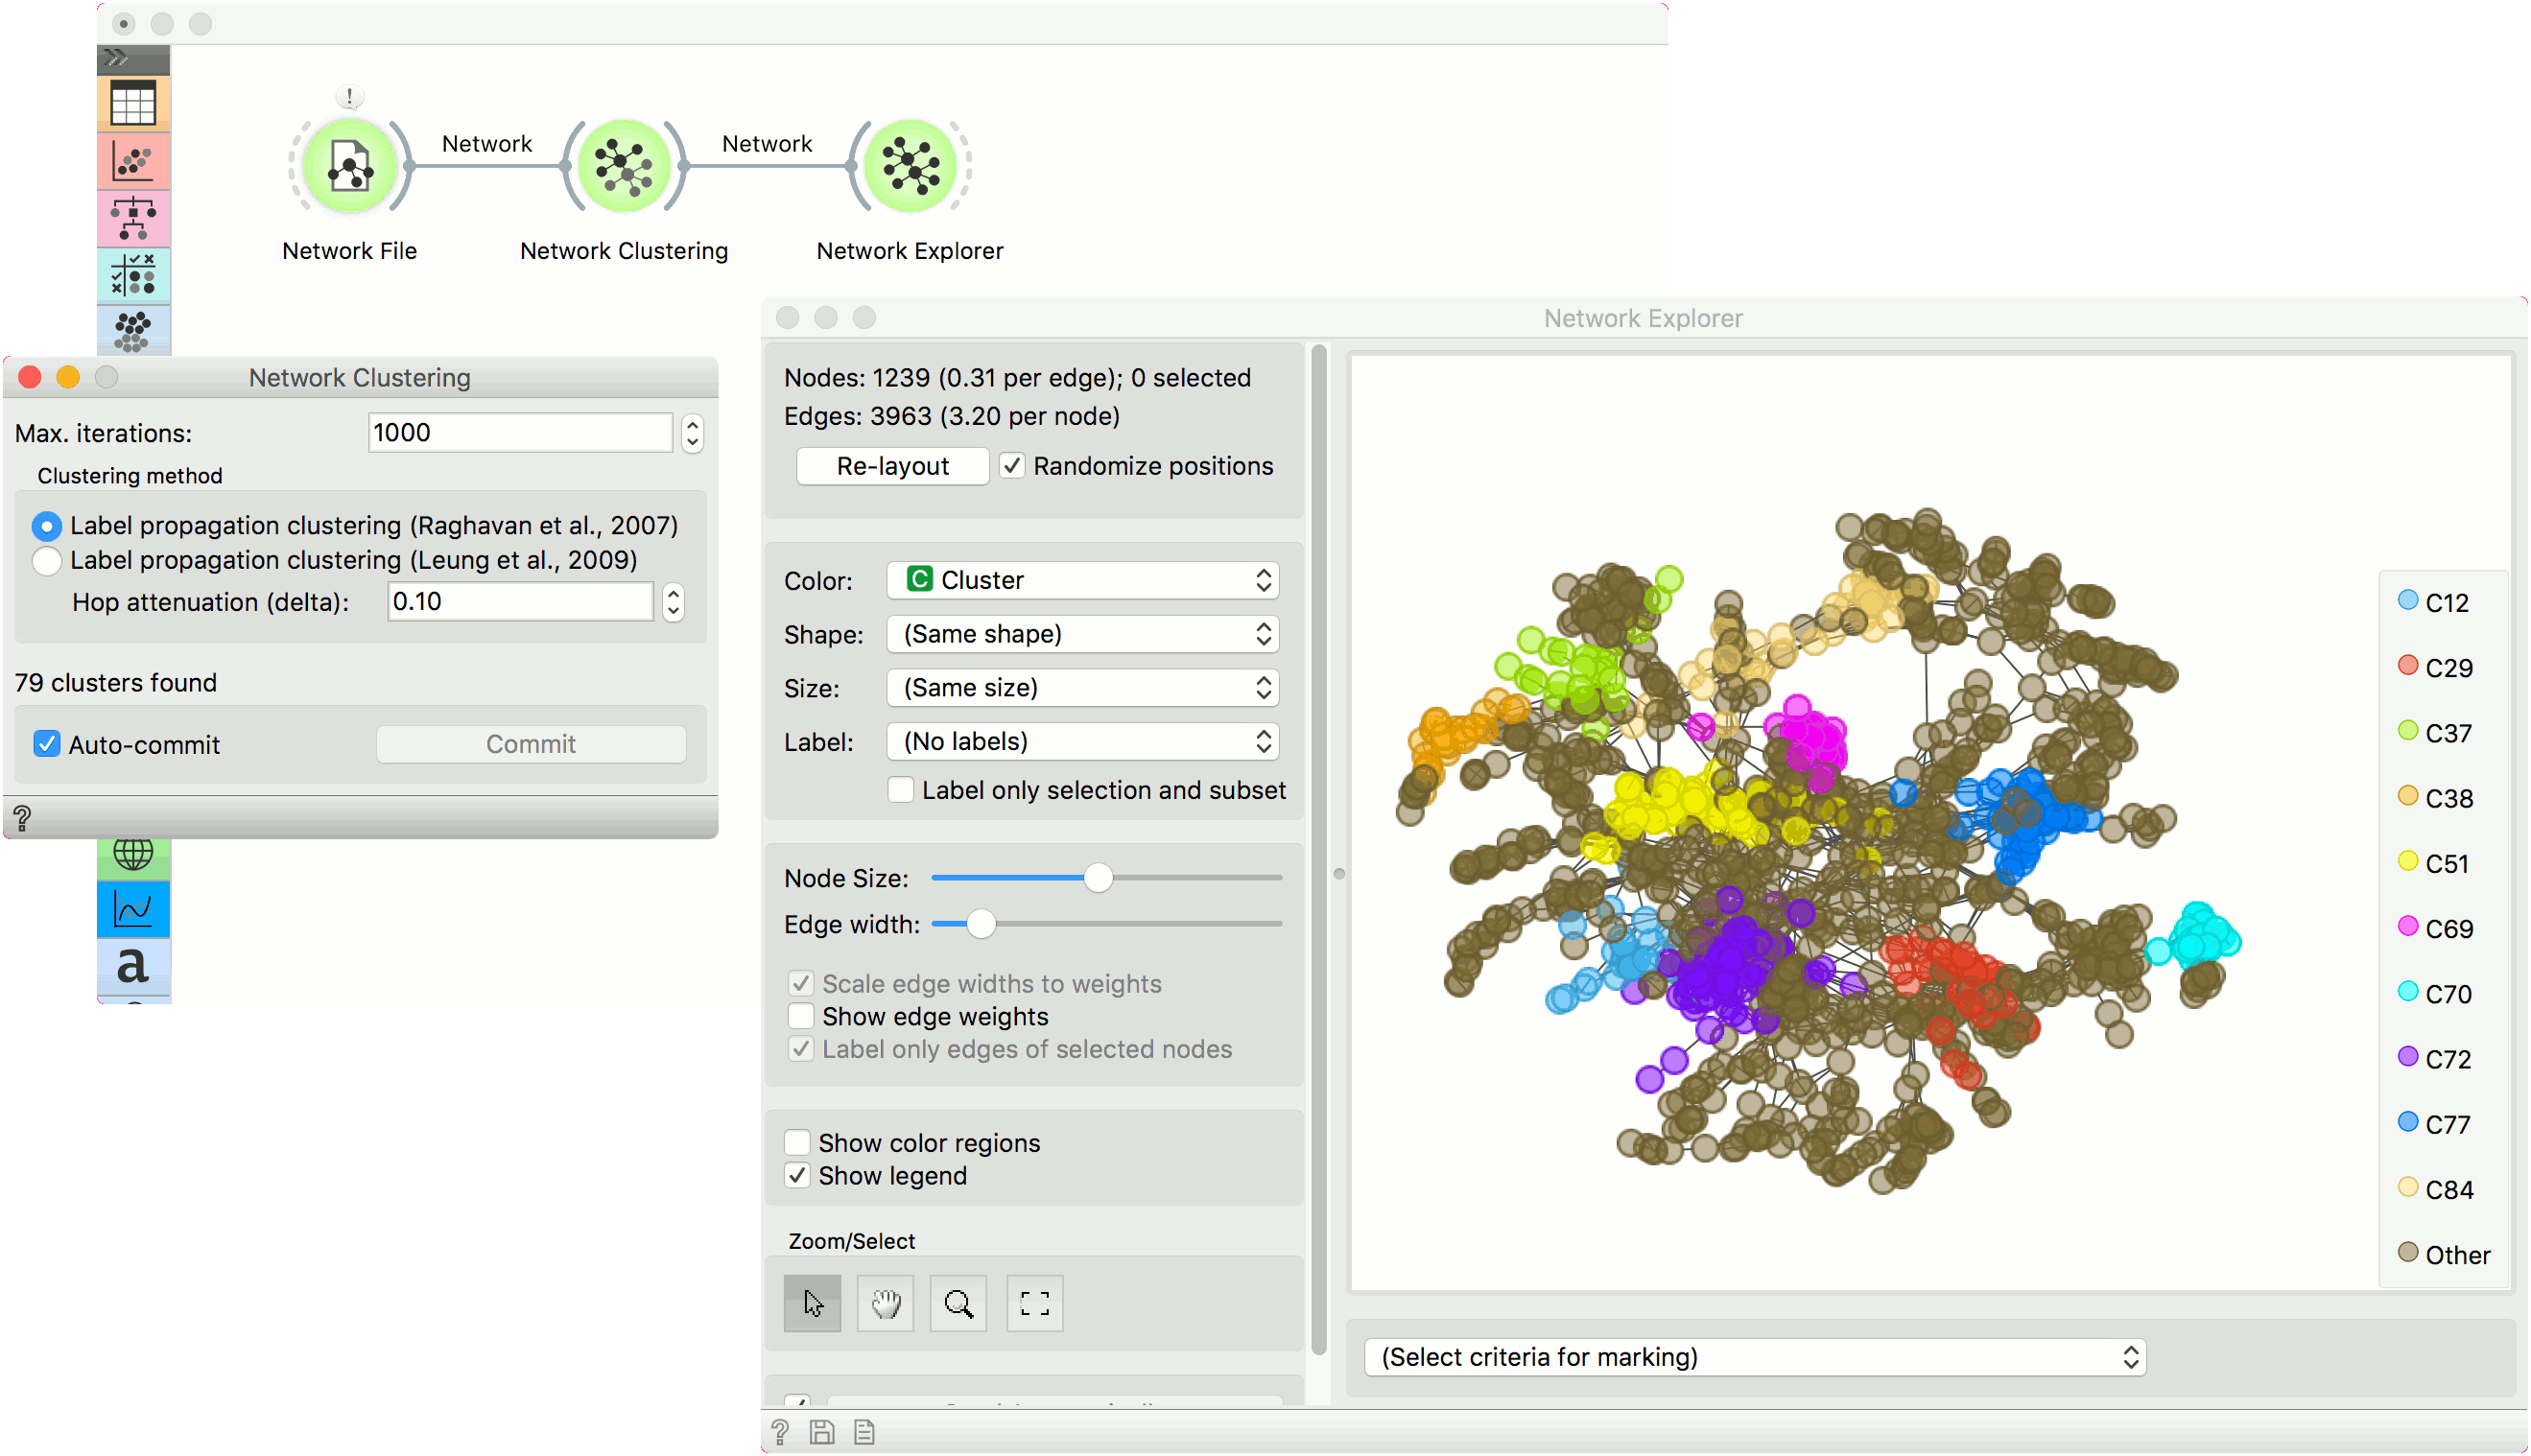 Network
Network
Network File
Network Clustering
Network Explorer
a
Network Clustering
Max. iterations:
1000
Clustering method
Label propagation clustering (Raghavan et al., 2007)
Label propagation clustering (Leung et al., 2009)
Hop attenuation (delta):
0.10
79 clusters found
Auto-commit
Commit
?
Network Explorer
Nodes: 1239 (0.31 per edge); 0 selected
Edges: 3963 (3.20 per node)
Re-layout
Randomize positions
Color:
C Cluster
Shape:
(Same shape)
Size:
(Same size)
Label:
(No labels)
Label only selection and subset
Node Size:
Edge width:
Scale edge widths to weights
Show edge weights
Label only edges of selected nodes
Show color regions
Show legend
Zoom/Select
C12
C29
C37
C38
C51
C69
C70
C72
C77
C84
Other
(Select criteria for marking)
?